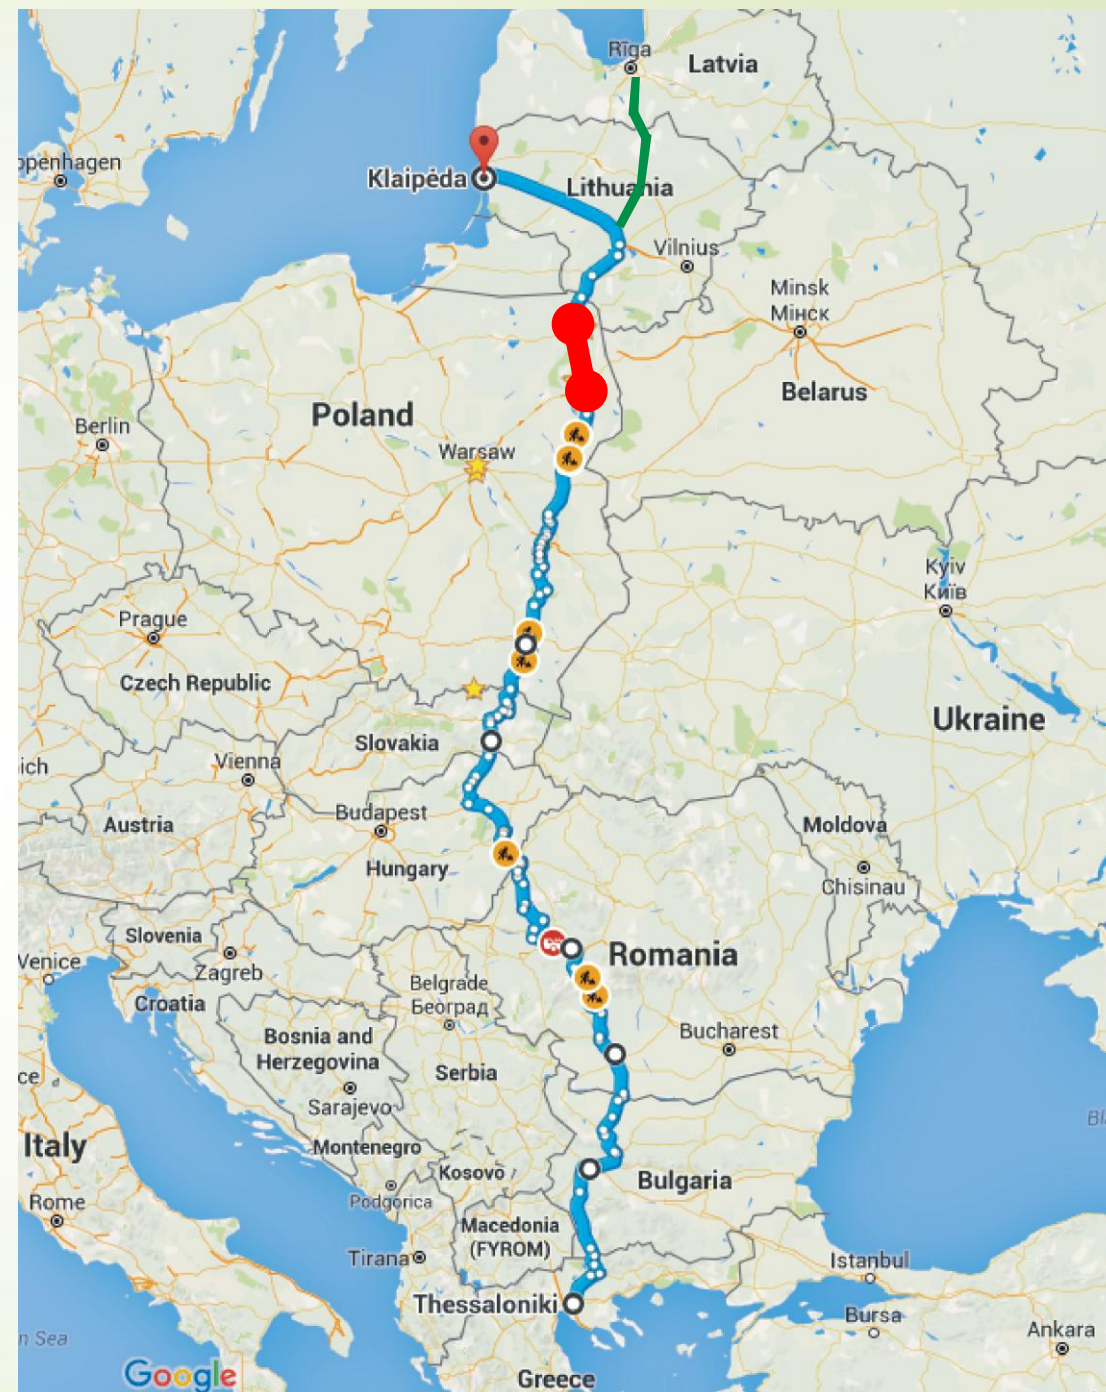 Rīga
Latvia
openhagen
Klaipėda
Lithuania
Vilnius
Minsk
Мінск
Belarus
Poland
Berlin
Warsaw
Kyiv
Київ
Prague
Czech Republic
Ukraine
Slovakia
ich
Vienna
Budapest
Austria
Moldova
Hungary
Chisinau
Slovenia
Romania
Venice
Zagreb
Belgrade
Београд
Croatia
Bosnia and
Herzegovina
Bucharest
Serbia
ce
Sarajevo
Bl
Italy
Montenegro
Kosovo
Bulgaria
Podgorica
Rome
Macedonia
(FYROM)
Tirana
Istanbul
Thessaloniki
Bursa
Ankara
n Sea
Google
Greece